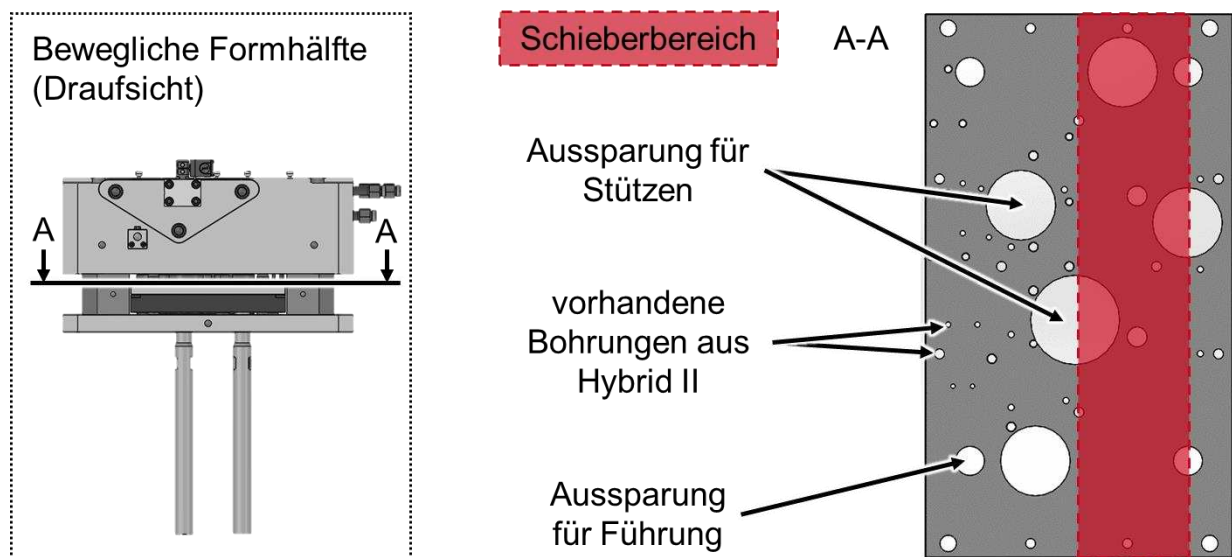 Bewegliche Formhälfte
(Draufsicht)
A
A
Schieberbereich
A-A
Aussparung für
Stützen
vorhandene
Bohrungen aus
Hybrid II
Aussparung
für Führung